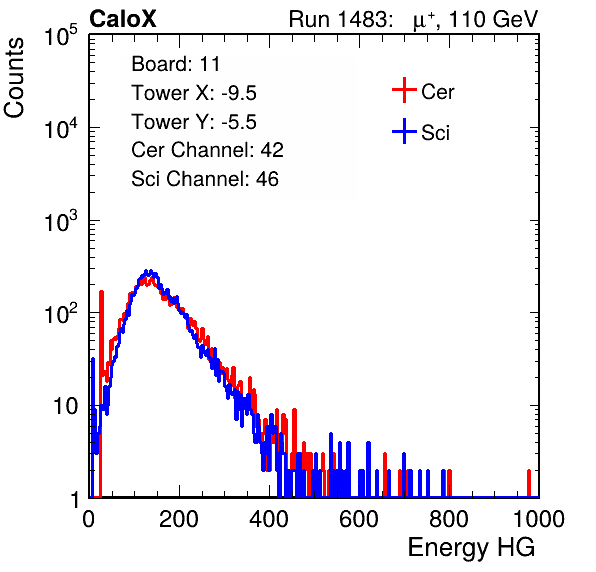 CaloX Run 1483: μ⁺, 110 GeV
Counts
10⁵
10⁴
10³
10²
10
1
Board: 11
Tower X: -9.5
Tower Y: -5.5
Cer Channel: 42
Sci Channel: 46
Cer
Sci
0 200 400 600 800 1000
Energy HG